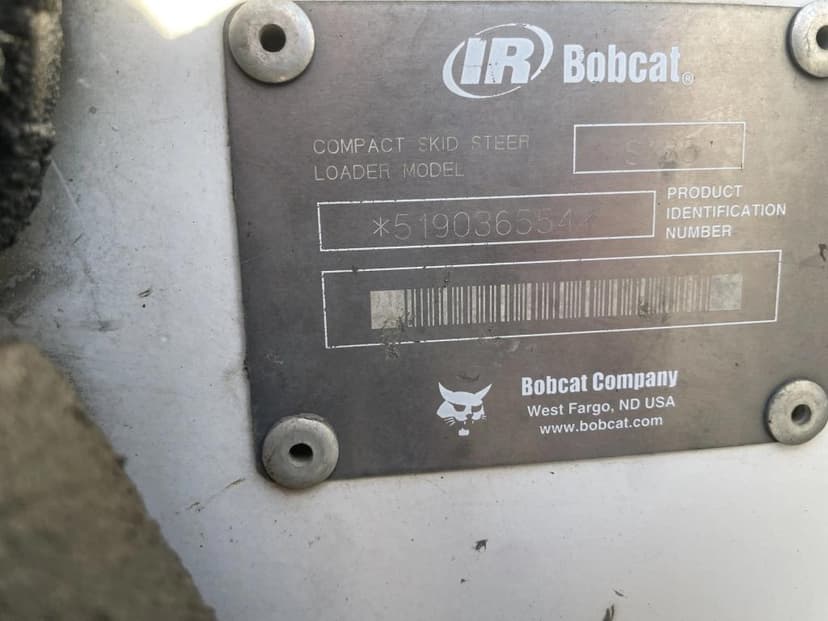 IR Bobcat®
COMPACT SKID STEER
LOADER MODEL
PRODUCT
IDENTIFICATION
NUMBER
Bobcat Company
West Fargo, ND USA
www.bobcat.com